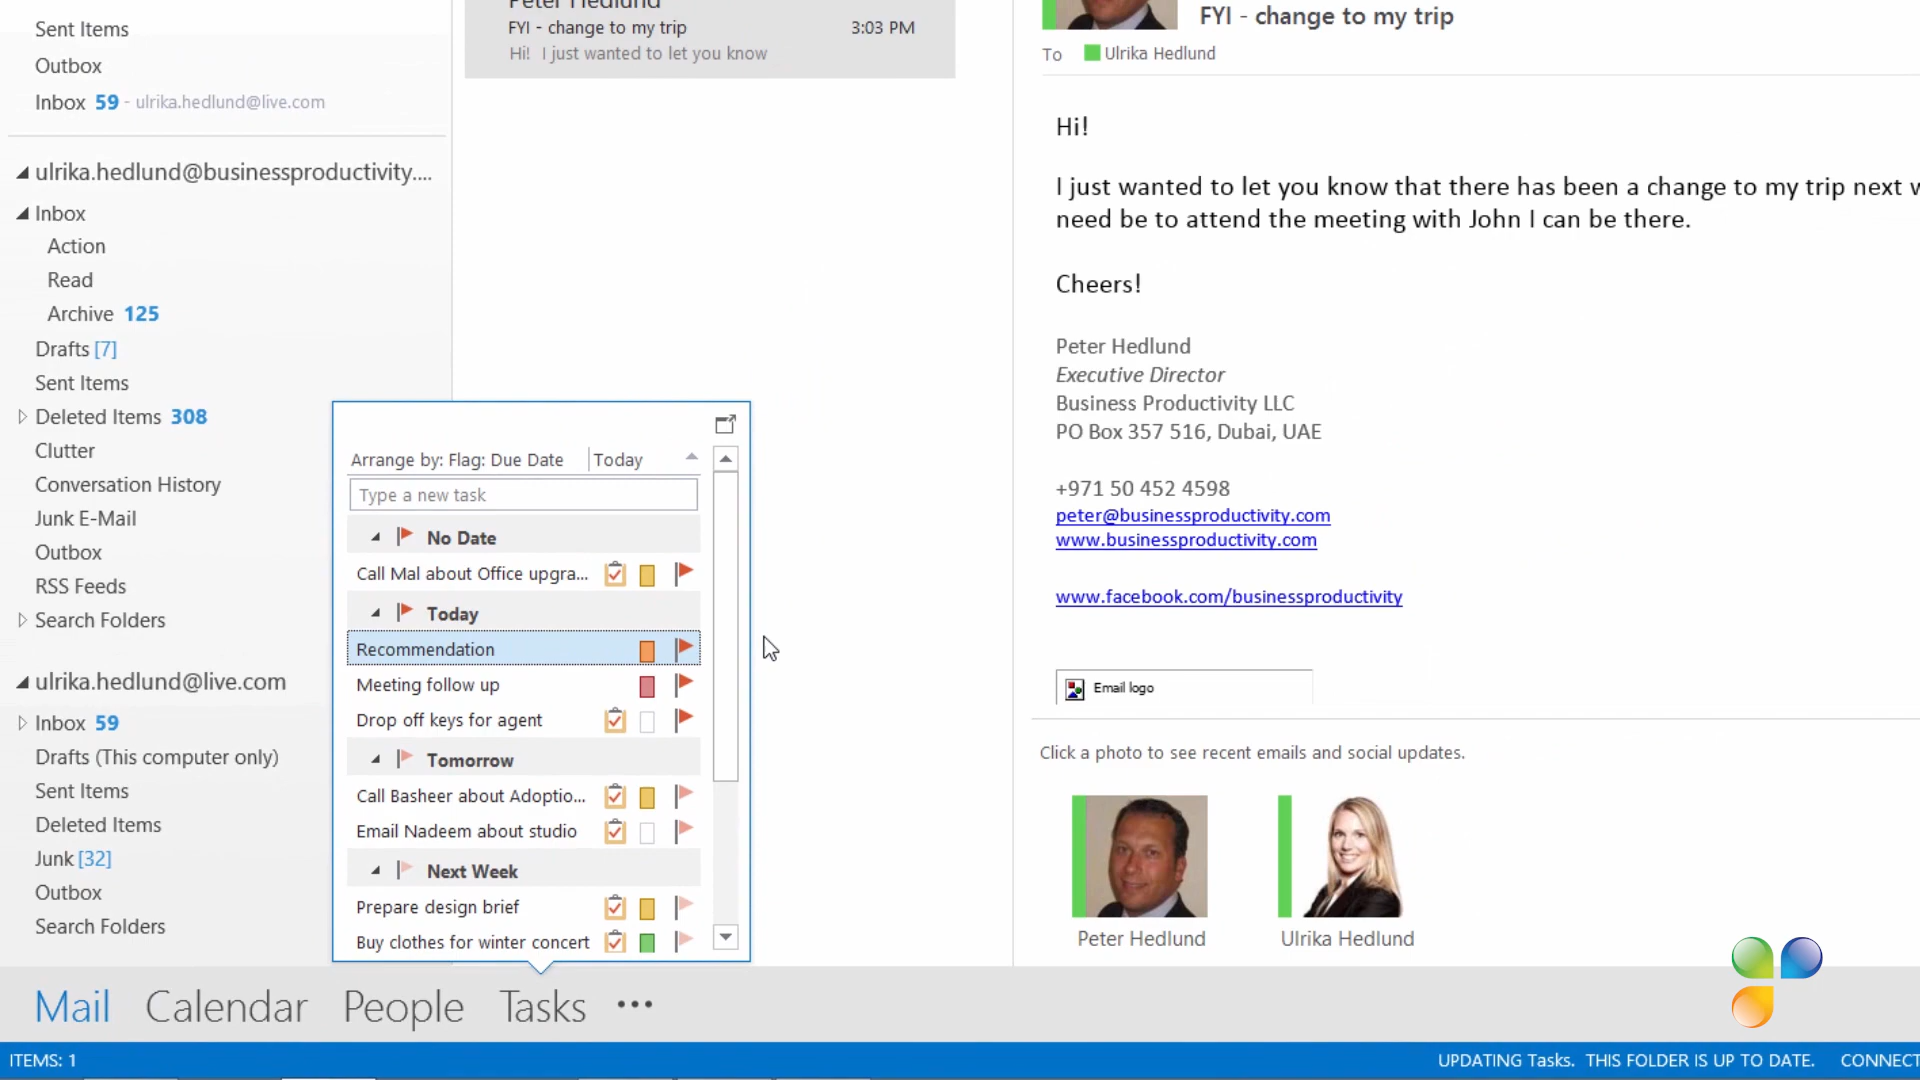 Sent Items
Outbox
Inbox 59 - ulrika.hedlund@live.com
ulrika.hedlund@businessproductivity....
Inbox
Action
Read
Archive 125
Drafts [7]
Sent Items
Deleted Items 308
Clutter
Conversation History
Junk E-Mail
Outbox
RSS Feeds
Search Folders
ulrika.hedlund@live.com
Inbox 59
Drafts (This computer only)
Sent Items
Deleted Items
Junk [32]
Outbox
Search Folders
Peter Hedlund
FYI - change to my trip 3:03 PM
Hi! I just wanted to let you know
Arrange by: Flag: Due Date Today
Type a new task
No Date
Call Mal about Office upgra...
Today
Recommendation
Meeting follow up
Drop off keys for agent
Tomorrow
Call Basheer about Adoptio...
Email Nadeem about studio
Next Week
Prepare design brief
Buy clothes for winter concert
FYI - change to my trip
To Ulrika Hedlund
Hi!
I just wanted to let you know that there has been a change to my trip next
need be to attend the meeting with John I can be there.
Cheers!
Peter Hedlund
Executive Director
Business Productivity LLC
PO Box 357 516, Dubai, UAE
+971 50 452 4598
peter@businessproductivity.com
www.businessproductivity.com
www.facebook.com/businessproductivity
Email logo
Click a photo to see recent emails and social updates.
Peter Hedlund Ulrika Hedlund
Mail Calendar People Tasks ...
ITEMS: 1 UPDATING Tasks. THIS FOLDER IS UP TO DATE. CONNECT